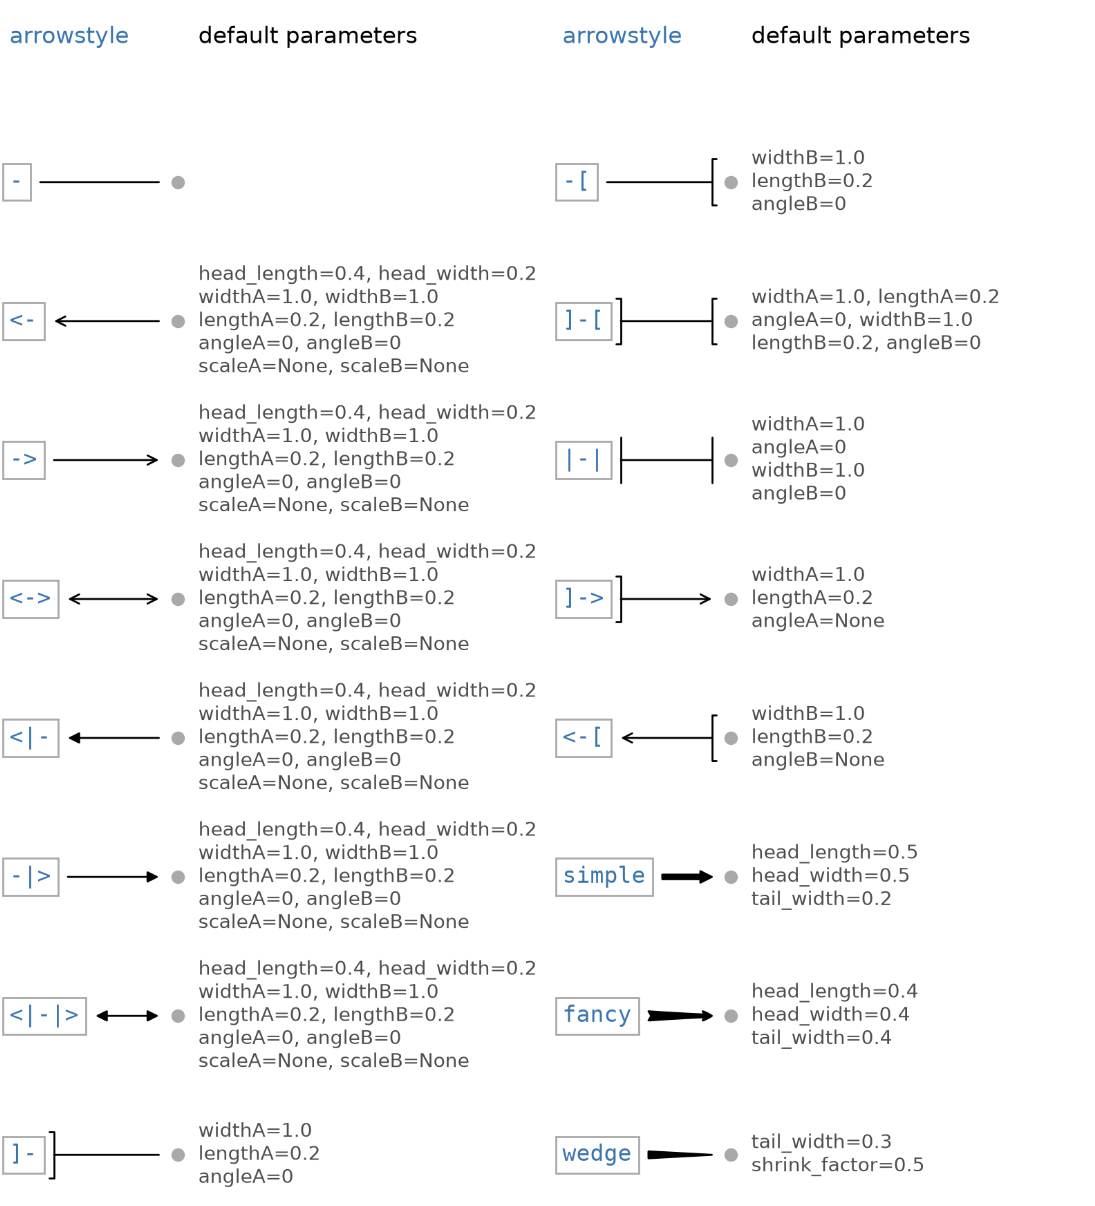 arrowstyle default parameters
-
<-
head_length=0.4, head_width=0.2
widthA=1.0, widthB=1.0
lengthA=0.2, lengthB=0.2
angleA=0, angleB=0
scaleA=None, scaleB=None
->
head_length=0.4, head_width=0.2
widthA=1.0, widthB=1.0
lengthA=0.2, lengthB=0.2
angleA=0, angleB=0
scaleA=None, scaleB=None
<->
head_length=0.4, head_width=0.2
widthA=1.0, widthB=1.0
lengthA=0.2, lengthB=0.2
angleA=0, angleB=0
scaleA=None, scaleB=None
<|-
head_length=0.4, head_width=0.2
widthA=1.0, widthB=1.0
lengthA=0.2, lengthB=0.2
angleA=0, angleB=0
scaleA=None, scaleB=None
-|>
head_length=0.4, head_width=0.2
widthA=1.0, widthB=1.0
lengthA=0.2, lengthB=0.2
angleA=0, angleB=0
scaleA=None, scaleB=None
<|-|>
head_length=0.4, head_width=0.2
widthA=1.0, widthB=1.0
lengthA=0.2, lengthB=0.2
angleA=0, angleB=0
scaleA=None, scaleB=None
]-
widthA=1.0
lengthA=0.2
angleA=0
arrowstyle default parameters
-[
widthB=1.0
lengthB=0.2
angleB=0
]-[
widthA=1.0, lengthA=0.2
angleA=0, widthB=1.0
lengthB=0.2, angleB=0
|-|
widthA=1.0
angleA=0
widthB=1.0
angleB=0
]->
widthA=1.0
lengthA=0.2
angleA=None
<-[
widthB=1.0
lengthB=0.2
angleB=None
simple
head_length=0.5
head_width=0.5
tail_width=0.2
fancy
head_length=0.4
head_width=0.4
tail_width=0.4
wedge
tail_width=0.3
shrink_factor=0.5